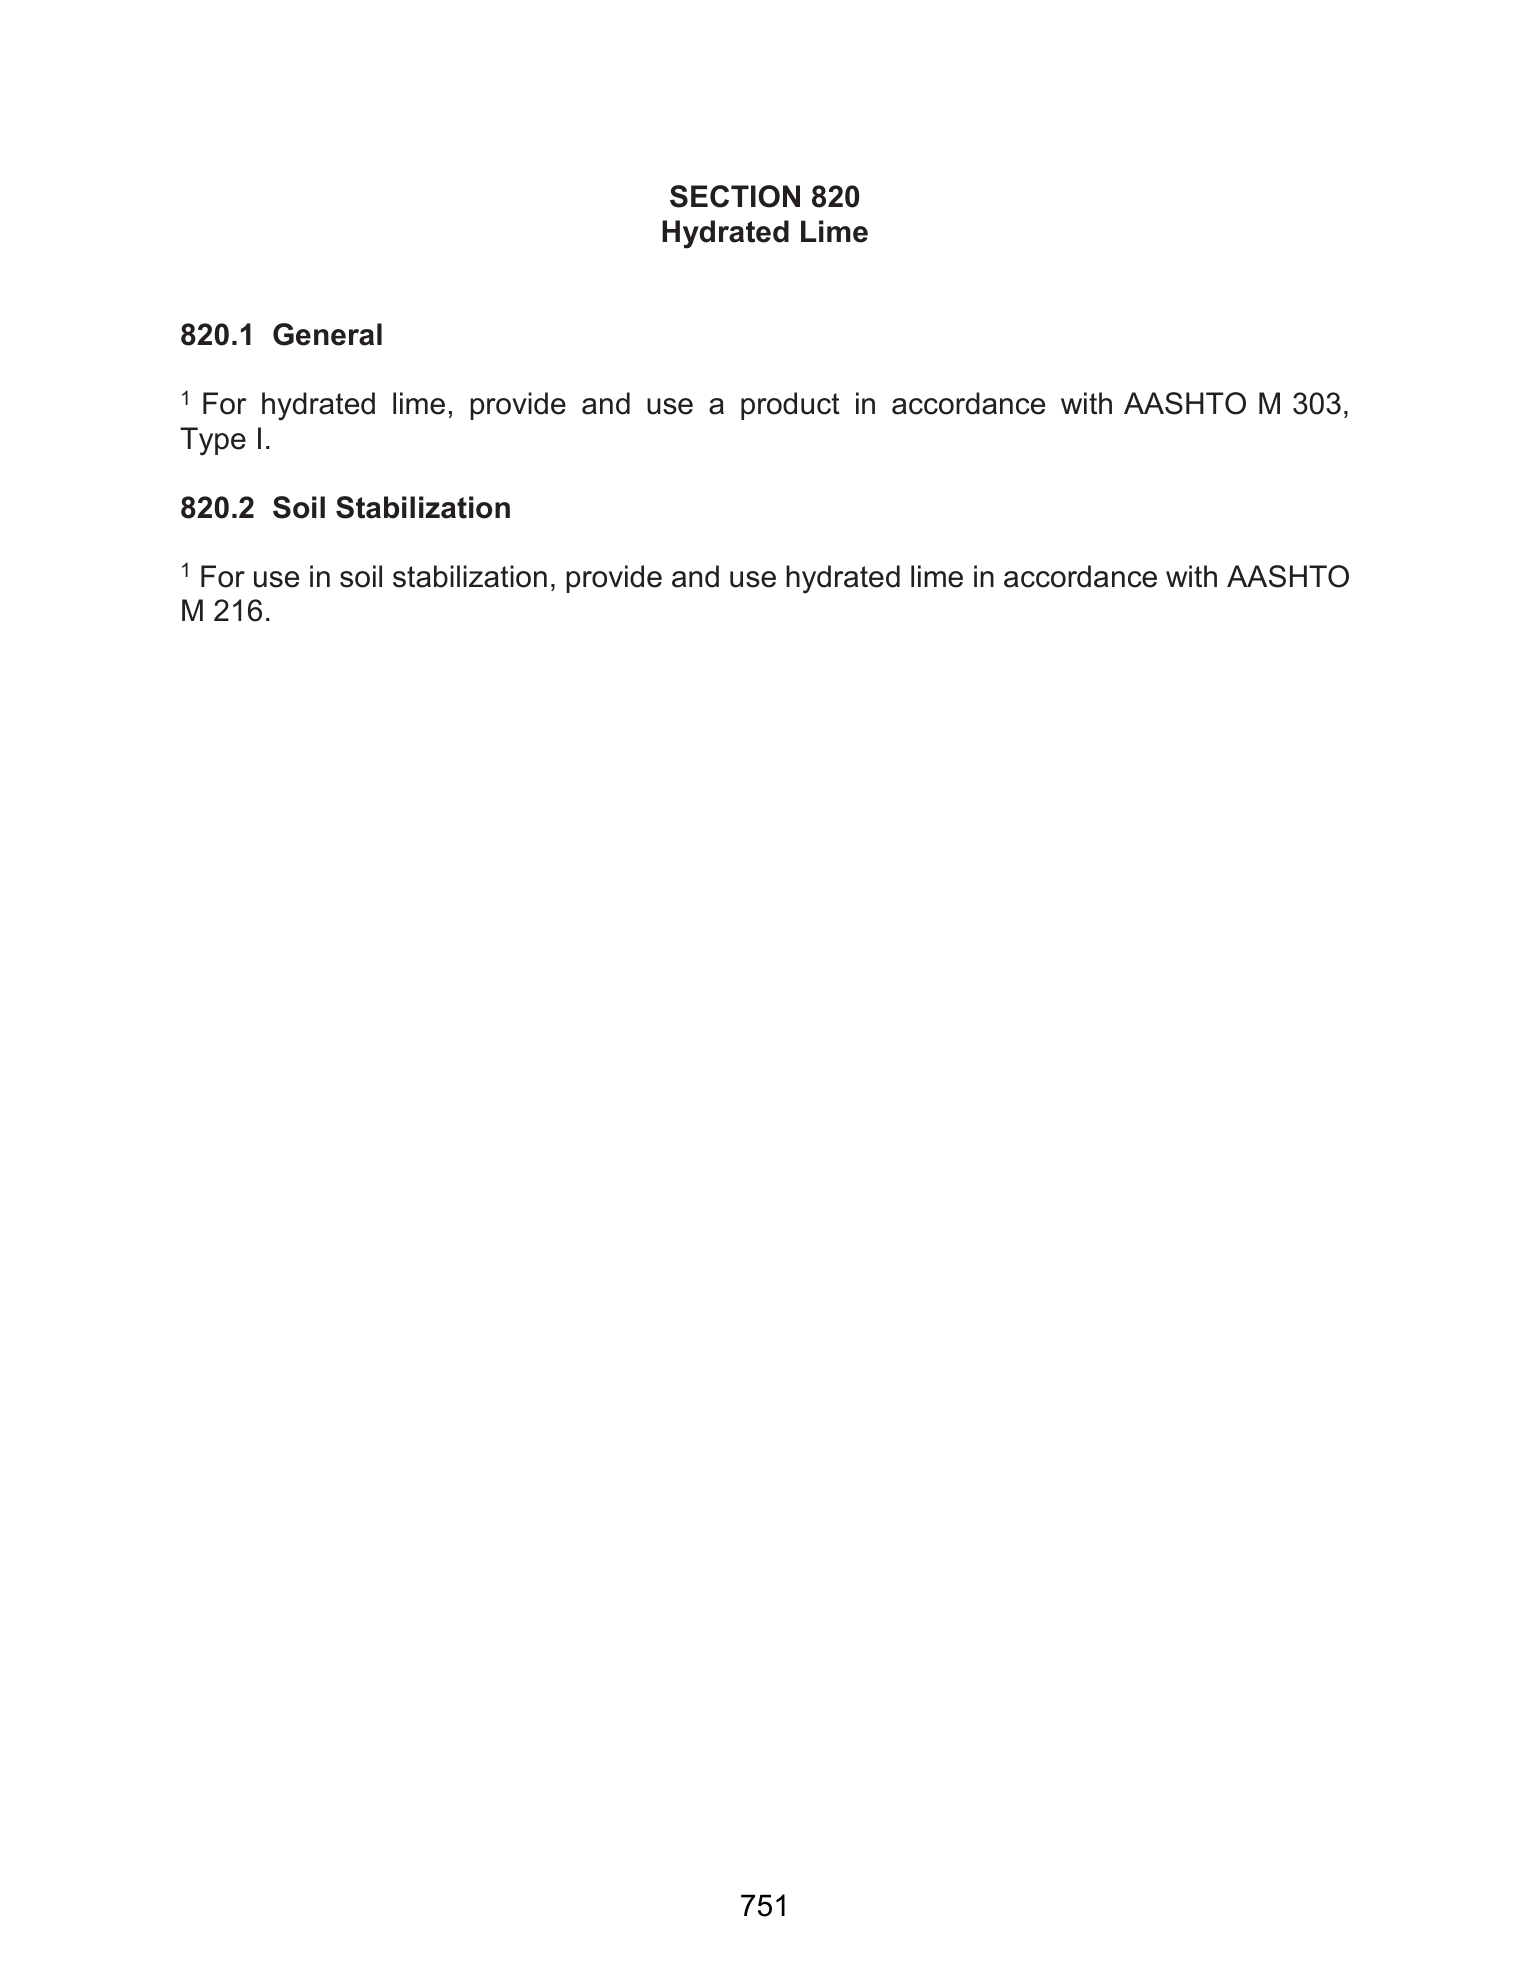 SECTION 820
Hydrated Lime
820.1 General
1 For hydrated lime, provide and use a product in accordance with AASHTO M 303,
Type I.
820.2 Soil Stabilization
1 For use in soil stabilization, provide and use hydrated lime in accordance with AASHTO
M 216.
751